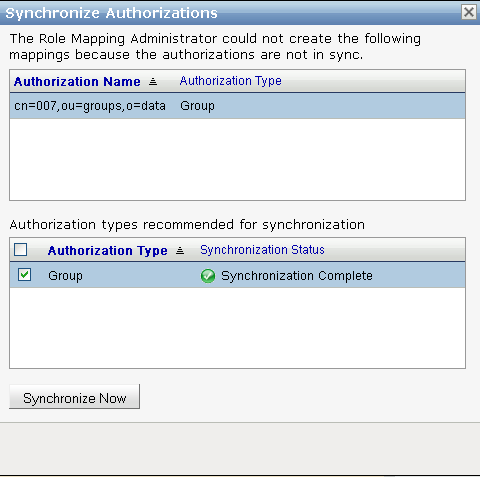 Synchronize Authorizations
The Role Mapping Administrator could not create the following
mappings because the authorizations are not in sync.
Authorization Name Authorization Type
cn=007,ou=groups,o=data Group
Authorization types recommended for synchronization
Authorization Type Synchronization Status
Group Synchronization Complete
Synchronize Now